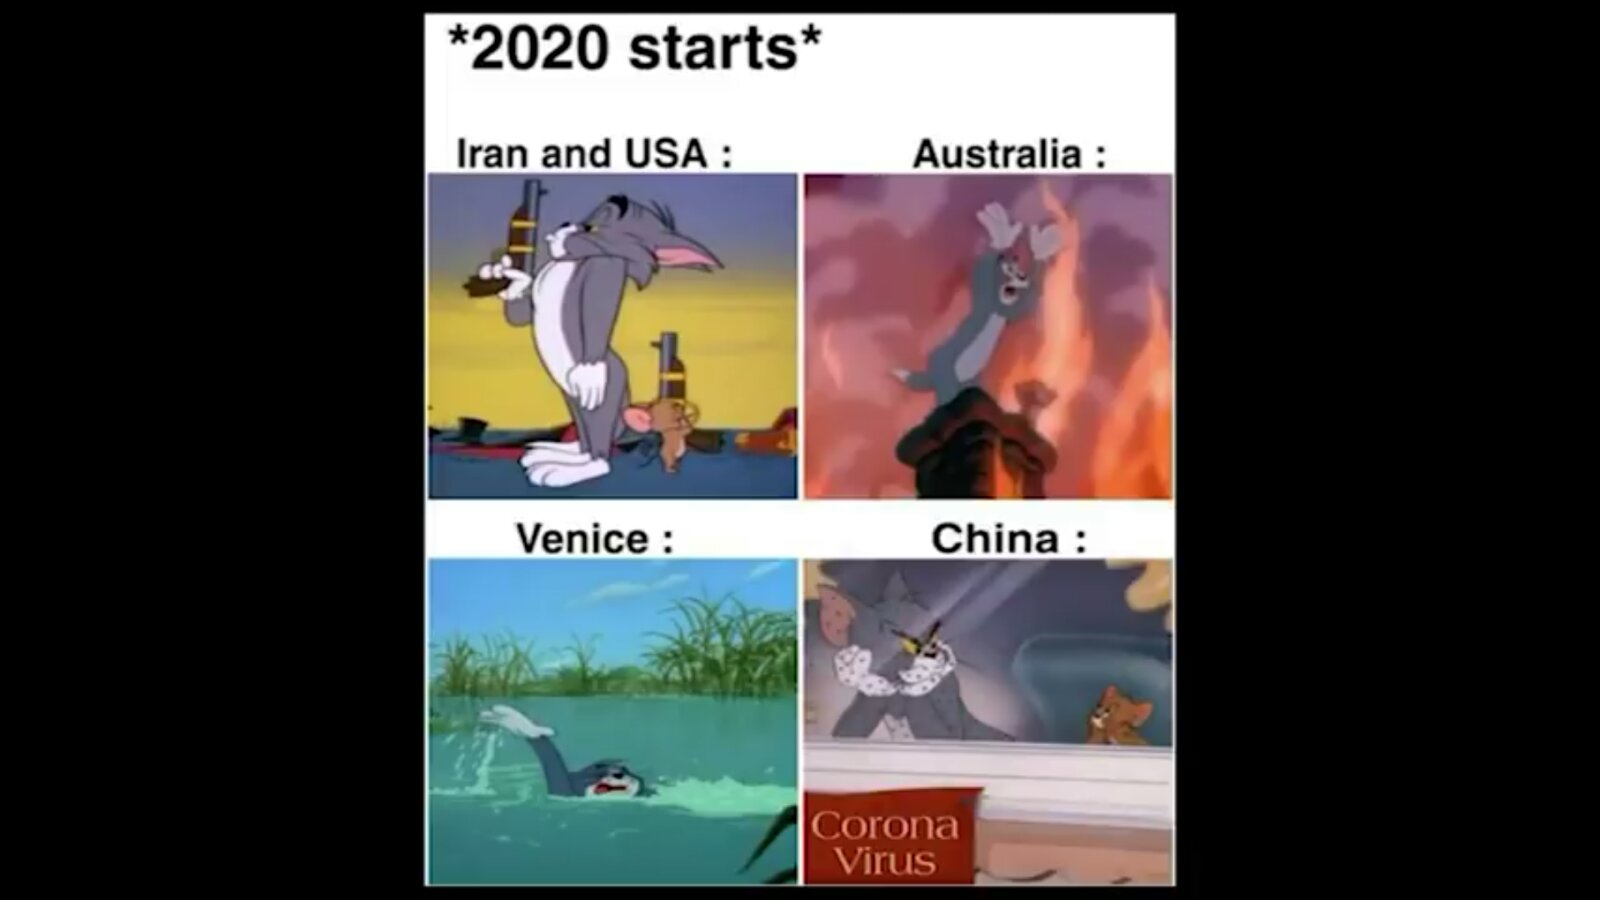 *2020 starts*
Iran and USA :
Australia :
Venice :
China :
Corona
Virus